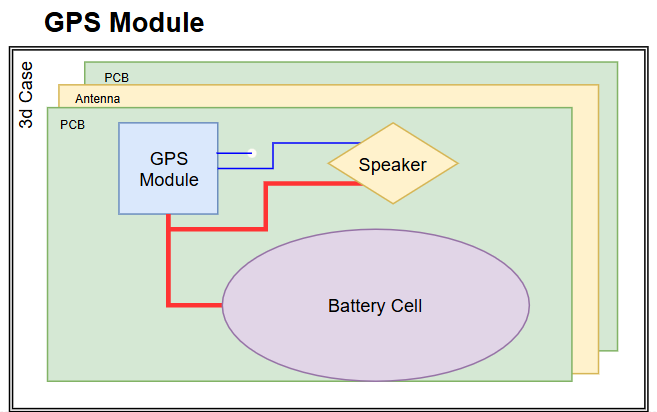 GPS Module
3d Case
PCB
Antenna
PCB
GPS
Module
Speaker
Battery Cell